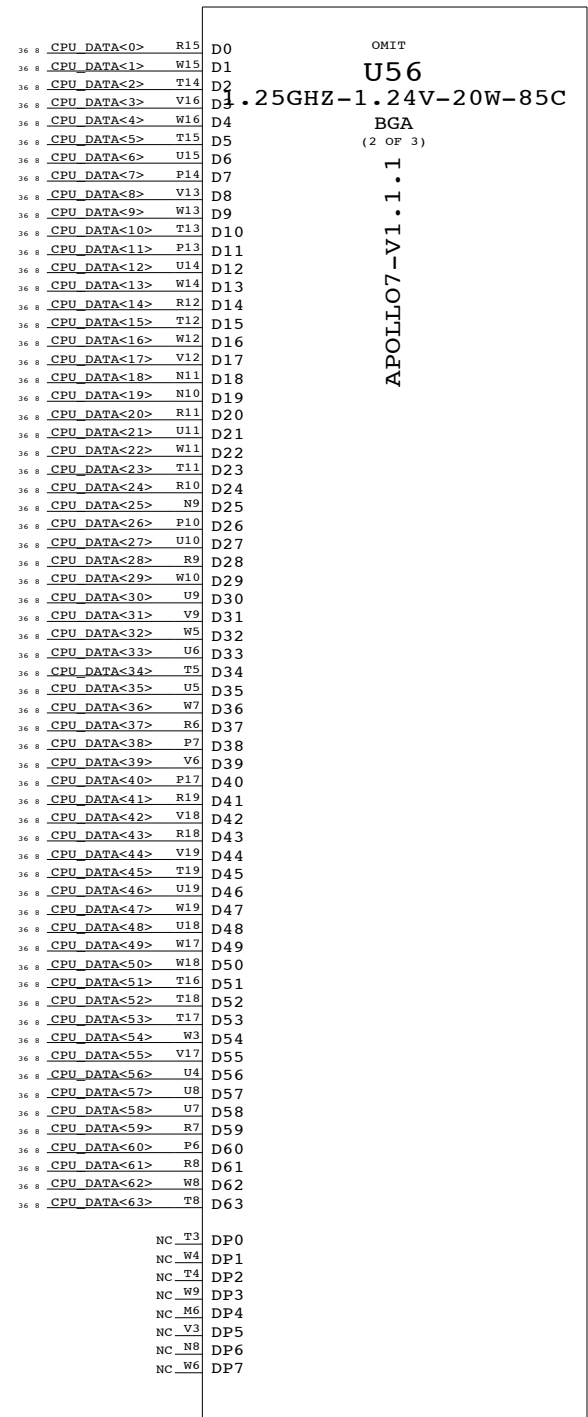 OMIT
U56
1.25GHZ-1.24V-20W-85C
BGA
(2 OF 3)
APOLLO7-V1.1.1
36 8 CPU_DATA<0> R15 D0
36 8 CPU_DATA<1> W15 D1
36 8 CPU_DATA<2> T14 D2
36 8 CPU_DATA<3> V16 D3
36 8 CPU_DATA<4> W16 D4
36 8 CPU_DATA<5> T15 D5
36 8 CPU_DATA<6> U15 D6
36 8 CPU_DATA<7> P14 D7
36 8 CPU_DATA<8> V13 D8
36 8 CPU_DATA<9> W13 D9
36 8 CPU_DATA<10> T13 D10
36 8 CPU_DATA<11> P13 D11
36 8 CPU_DATA<12> U14 D12
36 8 CPU_DATA<13> W14 D13
36 8 CPU_DATA<14> R12 D14
36 8 CPU_DATA<15> T12 D15
36 8 CPU_DATA<16> W12 D16
36 8 CPU_DATA<17> V12 D17
36 8 CPU_DATA<18> N11 D18
36 8 CPU_DATA<19> N10 D19
36 8 CPU_DATA<20> R11 D20
36 8 CPU_DATA<21> U11 D21
36 8 CPU_DATA<22> W11 D22
36 8 CPU_DATA<23> T11 D23
36 8 CPU_DATA<24> R10 D24
36 8 CPU_DATA<25> N9 D25
36 8 CPU_DATA<26> P10 D26
36 8 CPU_DATA<27> U10 D27
36 8 CPU_DATA<28> R9 D28
36 8 CPU_DATA<29> W10 D29
36 8 CPU_DATA<30> U9 D30
36 8 CPU_DATA<31> V9 D31
36 8 CPU_DATA<32> W5 D32
36 8 CPU_DATA<33> U6 D33
36 8 CPU_DATA<34> T5 D34
36 8 CPU_DATA<35> U5 D35
36 8 CPU_DATA<36> W7 D36
36 8 CPU_DATA<37> R6 D37
36 8 CPU_DATA<38> P7 D38
36 8 CPU_DATA<39> V6 D39
36 8 CPU_DATA<40> P17 D40
36 8 CPU_DATA<41> R19 D41
36 8 CPU_DATA<42> V18 D42
36 8 CPU_DATA<43> R18 D43
36 8 CPU_DATA<44> V19 D44
36 8 CPU_DATA<45> T19 D45
36 8 CPU_DATA<46> U19 D46
36 8 CPU_DATA<47> W19 D47
36 8 CPU_DATA<48> U18 D48
36 8 CPU_DATA<49> W17 D49
36 8 CPU_DATA<50> W18 D50
36 8 CPU_DATA<51> T16 D51
36 8 CPU_DATA<52> T18 D52
36 8 CPU_DATA<53> T17 D53
36 8 CPU_DATA<54> W3 D54
36 8 CPU_DATA<55> V17 D55
36 8 CPU_DATA<56> U4 D56
36 8 CPU_DATA<57> U8 D57
36 8 CPU_DATA<58> U7 D58
36 8 CPU_DATA<59> R7 D59
36 8 CPU_DATA<60> P6 D60
36 8 CPU_DATA<61> R8 D61
36 8 CPU_DATA<62> W8 D62
36 8 CPU_DATA<63> T8 D63
NC T3 DP0
NC W4 DP1
NC T4 DP2
NC W9 DP3
NC M6 DP4
NC V3 DP5
NC N8 DP6
NC W6 DP7